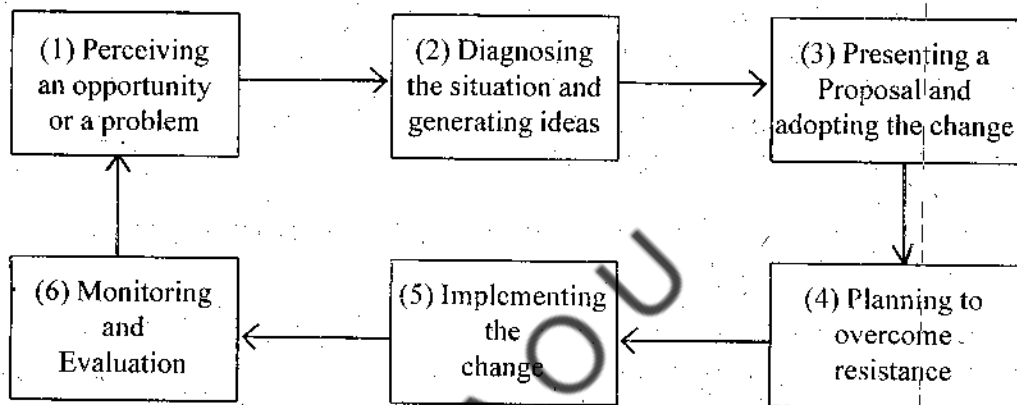 (1) Perceiving
an opportunity
or a problem
(2) Diagnosing
the situation and
generating ideas
(3) Presenting a
Proposal and
adopting the change
(4) Planning to
overcome
resistance
(5) Implementing
the
change
(6) Monitoring
and
Evaluation
O U